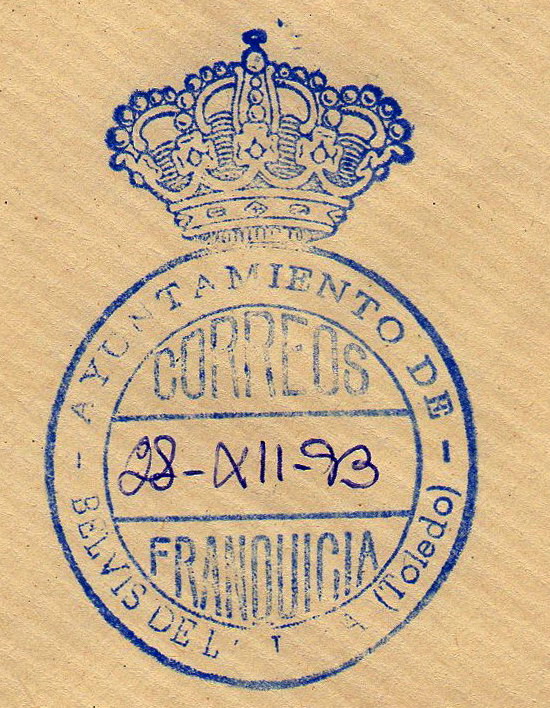 AYUNTAMIENTO DE
CORREOS
28-XII-93
FRANQUICIA
BELVIS DE L
(Toledo)